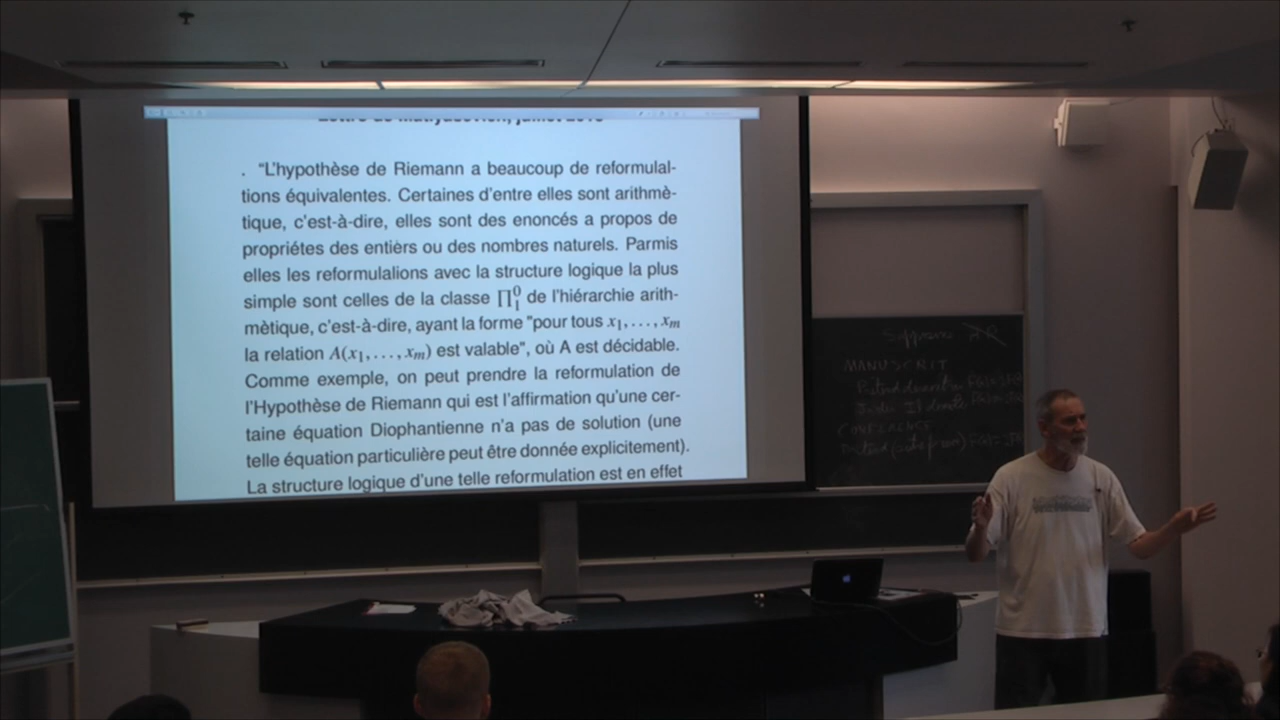 . "L'hypothèse de Riemann a beaucoup de reformulal-
tions équivalentes. Certaines d'entre elles sont arithmè-
tique, c'est-à-dire, elles sont des enoncés a propos de
propriétes des entièrs ou des nombres naturels. Parmis
elles les reformulalions avec la structure logique la plus
simple sont celles de la classe ∏⁰₁ de l'hiérarchie arith-
mètique, c'est-à-dire, ayant la forme "pour tous x₁, . . . , xₘ
la relation A(x₁, . . . , xₘ) est valable", où A est décidable.
Comme exemple, on peut prendre la reformulation de
l'Hypothèse de Riemann qui est l'affirmation qu'une cer-
taine équation Diophantienne n'a pas de solution (une
telle équation particulière peut être donnée explicitement).
La structure logique d'une telle reformulation est en effet
MANUSCRIT
CONFERENCE